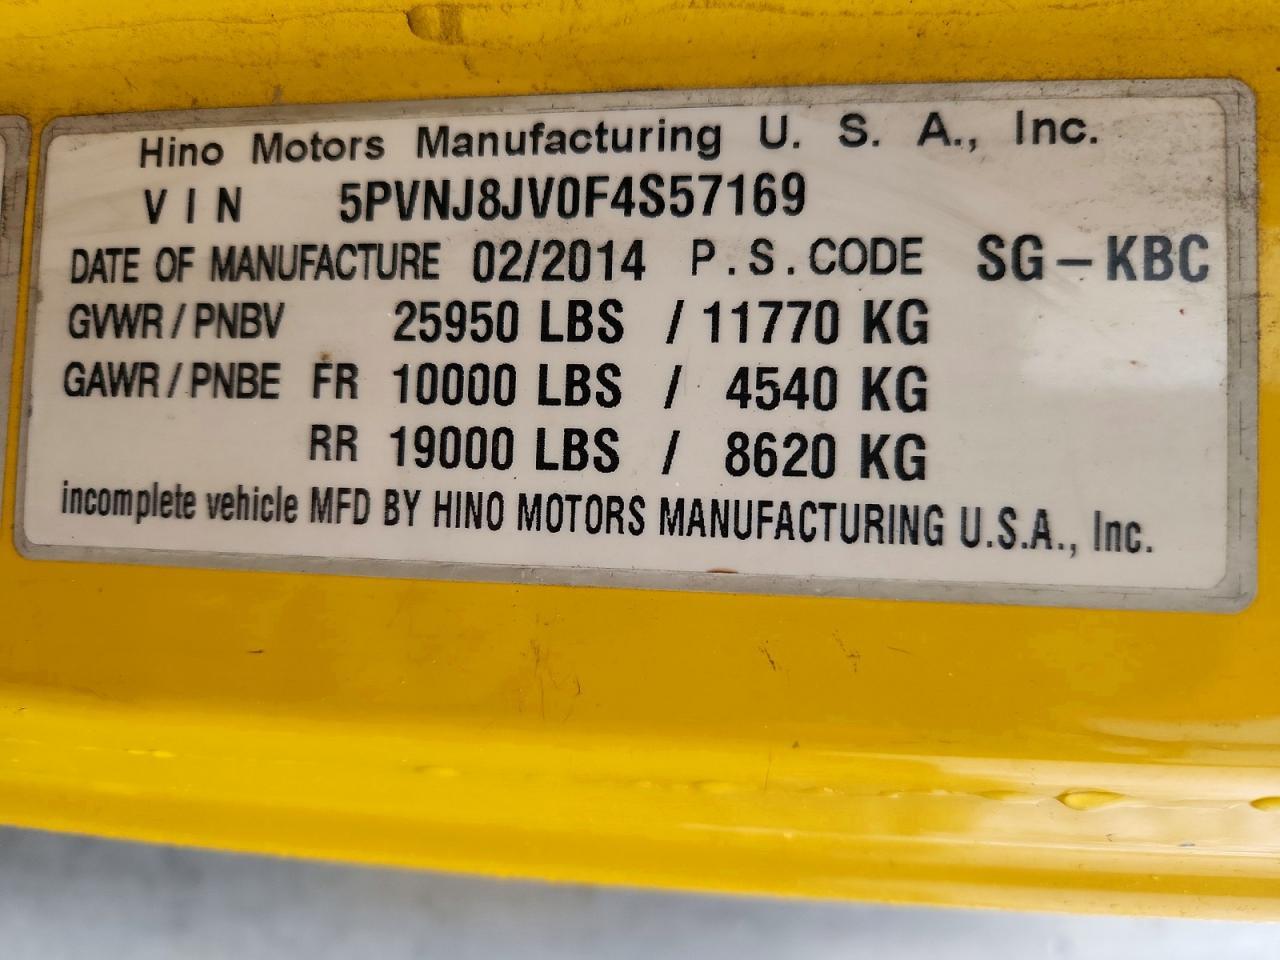 Hino Motors Manufacturing U. S. A., Inc.
VIN 5PVNJ8JV0F4S57169
DATE OF MANUFACTURE 02/2014 P.S.CODE SG-KBC
GVWR/PNBV 25950 LBS / 11770 KG
GAWR/PNBE FR 10000 LBS / 4540 KG
RR 19000 LBS / 8620 KG
incomplete vehicle MFD BY HINO MOTORS MANUFACTURING U.S.A., Inc.